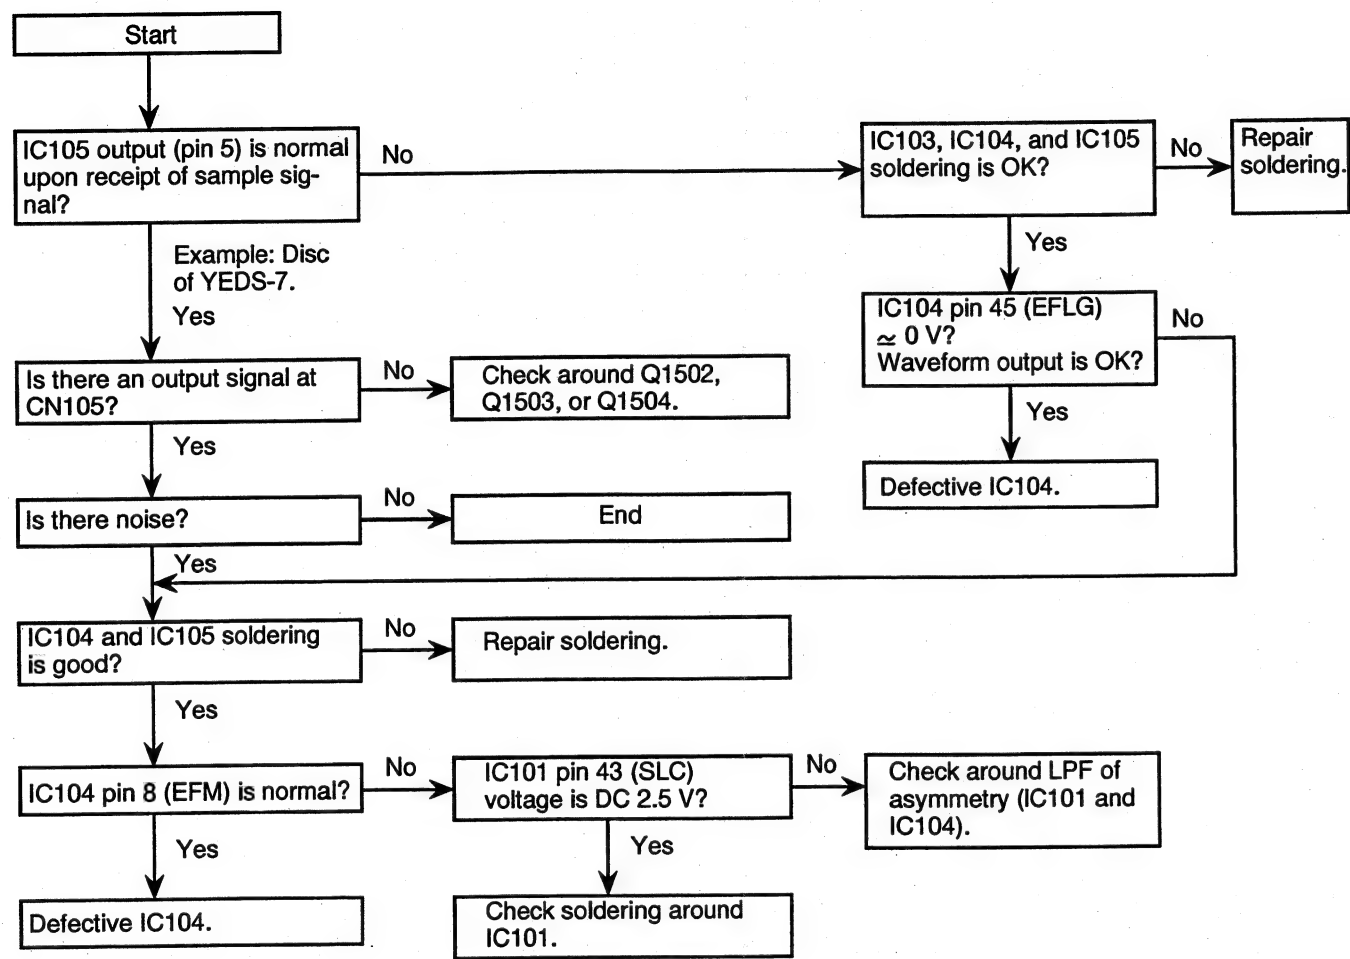 Start
IC105 output (pin 5) is normal
upon receipt of sample sig-
nal?
No
IC103, IC104, and IC105
soldering is OK?
No
Repair
soldering.
Example: Disc
of YEDS-7.
Yes
Yes
IC104 pin 45 (EFLG)
≃ 0 V?
Waveform output is OK?
No
Is there an output signal at
CN105?
No
Check around Q1502,
Q1503, or Q1504.
Yes
Yes
Defective IC104.
Is there noise?
No
End
Yes
IC104 and IC105 soldering
is good?
No
Repair soldering.
Yes
IC104 pin 8 (EFM) is normal?
No
IC101 pin 43 (SLC)
voltage is DC 2.5 V?
No
Check around LPF of
asymmetry (IC101 and
IC104).
Yes
Yes
Defective IC104.
Check soldering around
IC101.